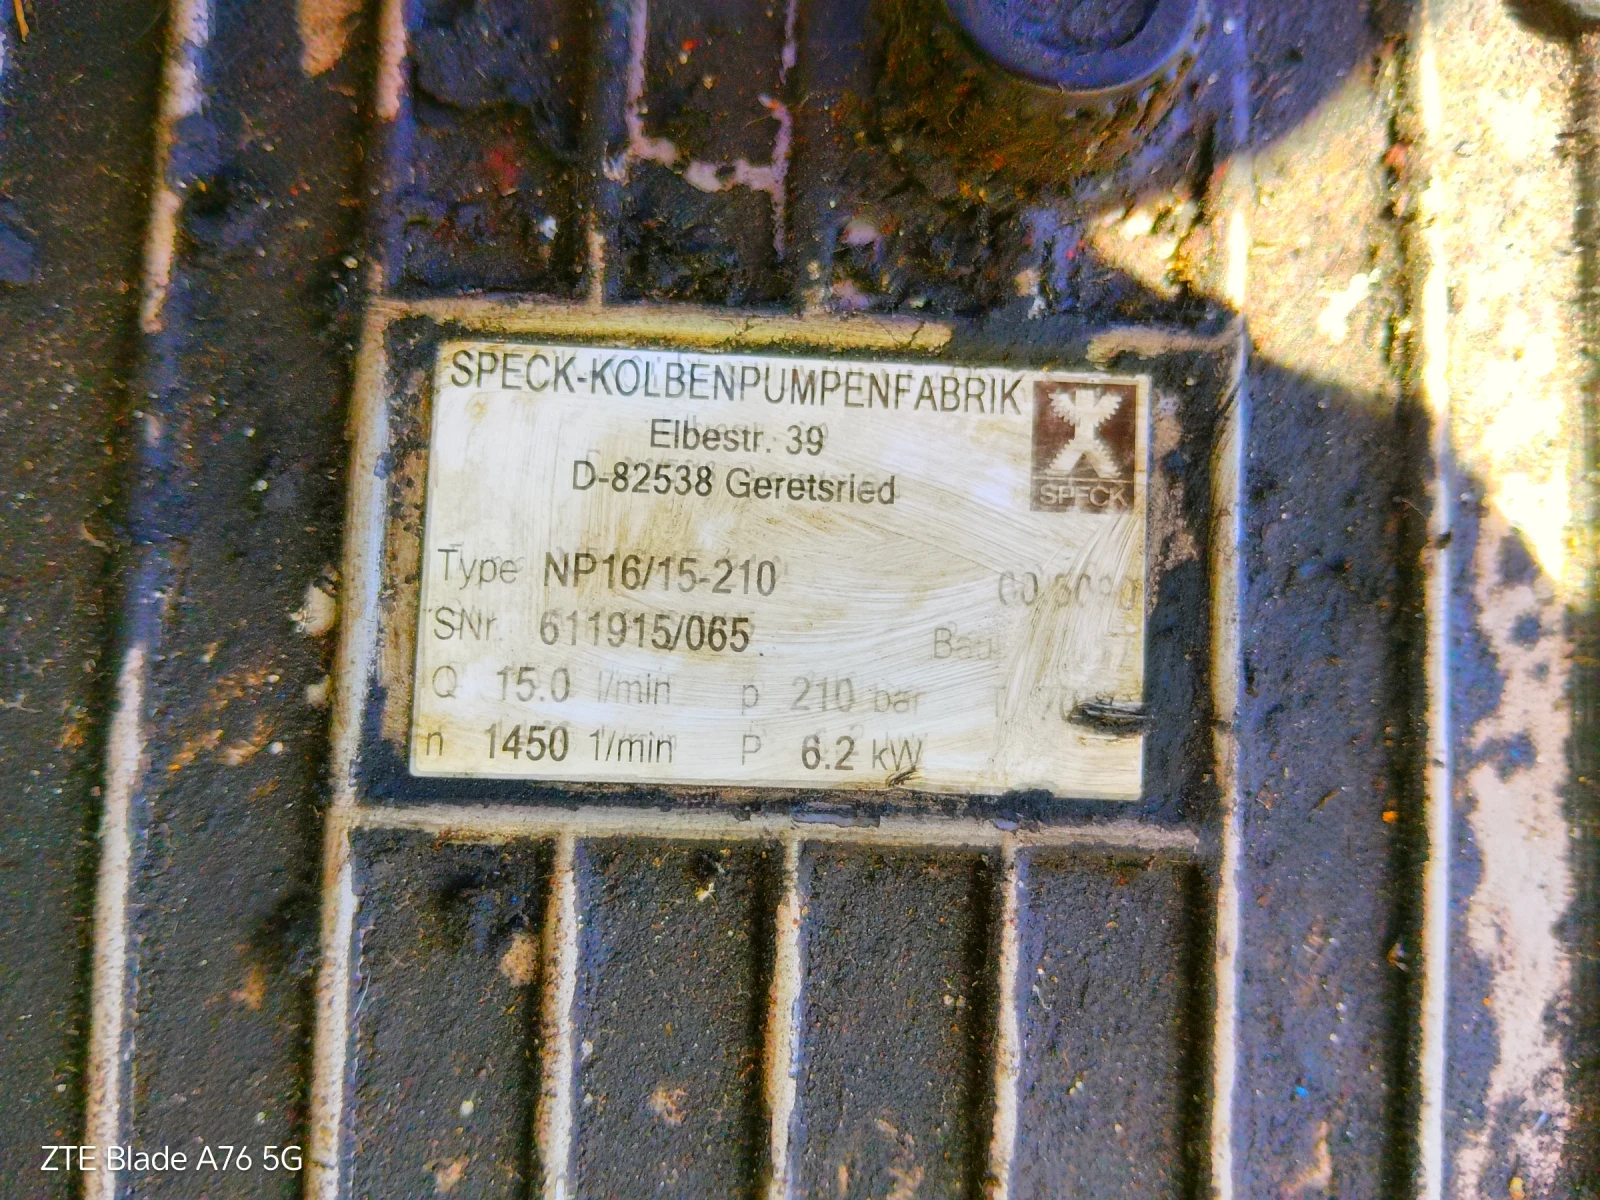 SPECK-KOLBENPUMPENFABRIK
Elbestr. 39
D-82538 Geretsried
SPECK
Type NP16/15-210
SNr. 611915/065
Q 15.0 l/min p 210 bar
n 1450 1/min P 6.2 kW
ZTE Blade A76 5G